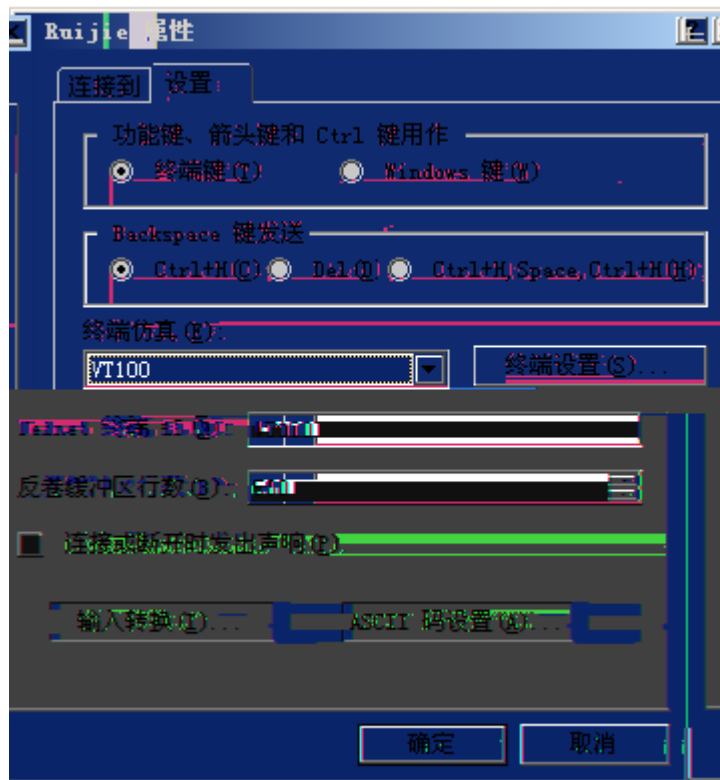 Ruijie 属性
连接到 设置
功能键、箭头键和 Ctrl 键用作
终端键(T) Windows 键(W)
Backspace 键发送
Ctrl+H(C) Del(D) Ctrl+H, Space, Ctrl+H(H)
终端仿真(E):
VT100 终端设置(S)...
Telnet 终端
反卷缓冲区行数(B):
连接或断开时发出声响(P)
输入转换(I)... ASCII 码设置(A)...
确定 取消